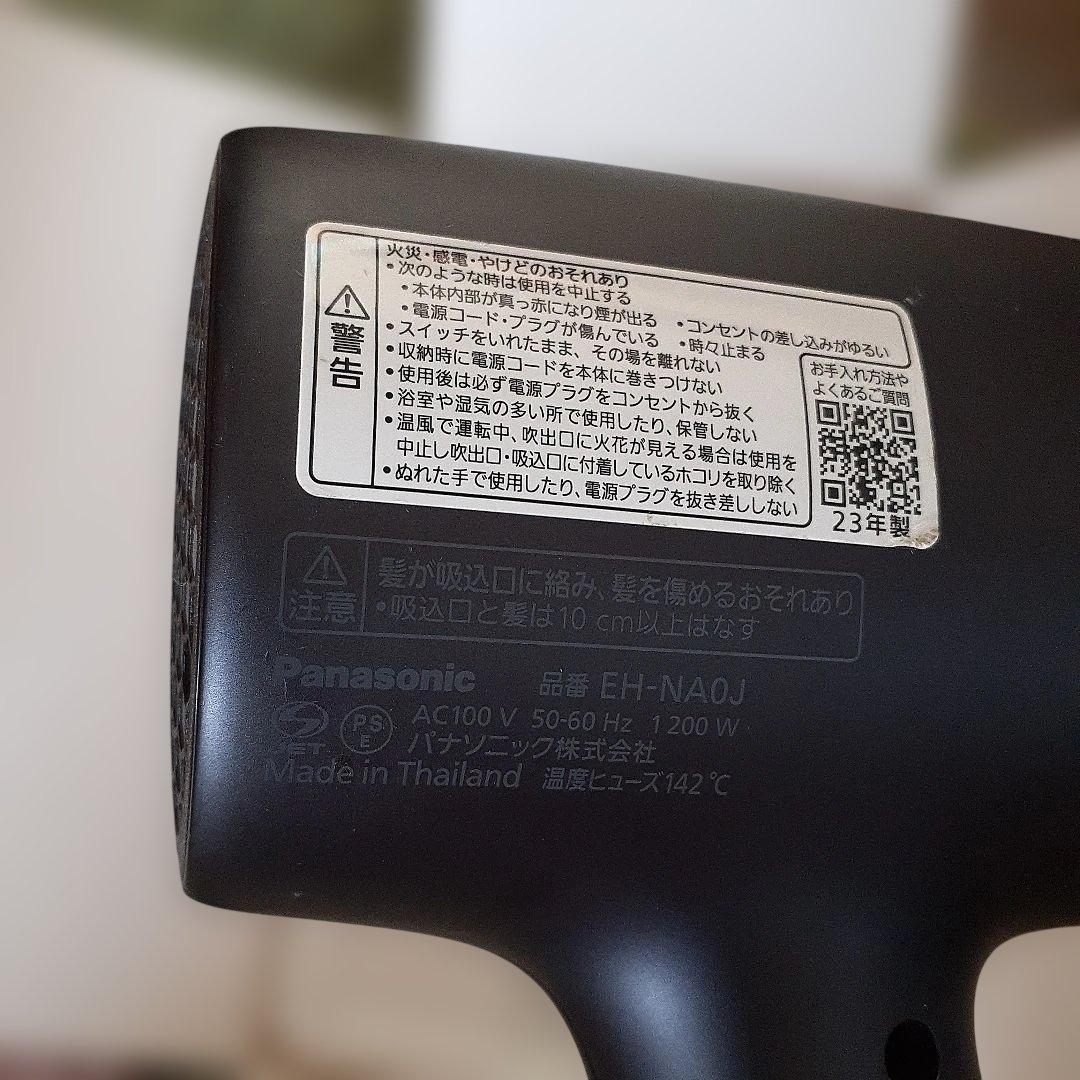 警告
火災・感電・やけどのおそれあり
•次のような時は使用を中止する
•本体内部が真っ赤になり煙が出る •コンセントの差し込みがゆるい
•電源コード・プラグが傷んでいる •時々止まる
•スイッチをいれたまま、その場を離れない
•収納時に電源コードを本体に巻きつけない
•使用後は必ず電源プラグをコンセントから抜く
•浴室や湿気の多い所で使用したり、保管しない
•温風で運転中、吹出口に火花が見える場合は使用を
中止し吹出口・吸込口に付着しているホコリを取り除く
•ぬれた手で使用したり、電源プラグを抜き差ししない
お手入れ方法や
よくあるご質問
23年製
注意
髪が吸込口に絡み、髪を傷めるおそれあり
•吸込口と髪は10 cm以上はなす
Panasonic 品番 EH-NA0J
AC100 V 50-60 Hz 1 200 W
PS
E
JET
パナソニック株式会社
Made in Thailand 温度ヒューズ142℃